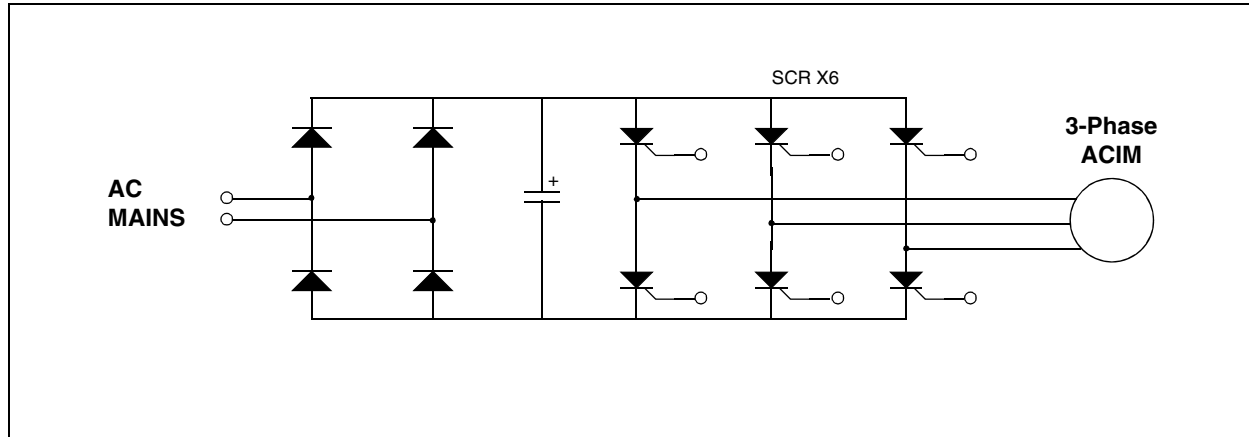 SCR X6
3-Phase
ACIM
AC
MAINS
+